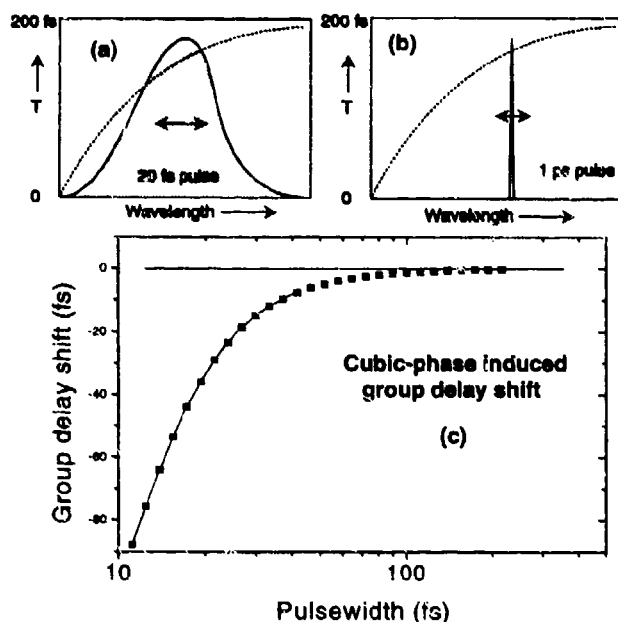 200 fs
(a)
T
0
20 fs pulse
Wavelength
200 fs
(b)
T
0
1 ps pulse
Wavelength
Group delay shift (fs)
0
-20
-40
-60
-80
Cubic-phase induced
group delay shift
(c)
10
100
Pulsewidth (fs)